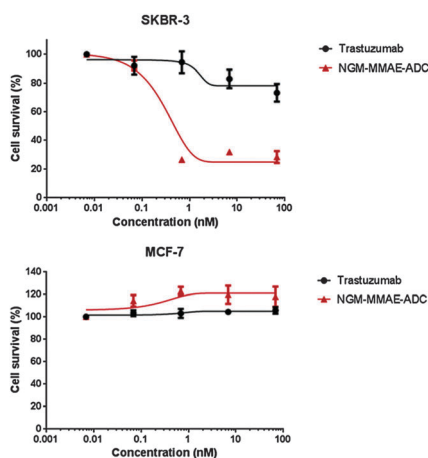 SKBR-3
Cell survival (%)
100
80
60
40
20
0
0.001 0.01 0.1 1 10 100
Concentration (nM)
Trastuzumab
NGM-MMAE-ADC
MCF-7
Cell survival (%)
140
120
100
80
60
40
20
0
0.001 0.01 0.1 1 10 100
Concentration (nM)
Trastuzumab
NGM-MMAE-ADC